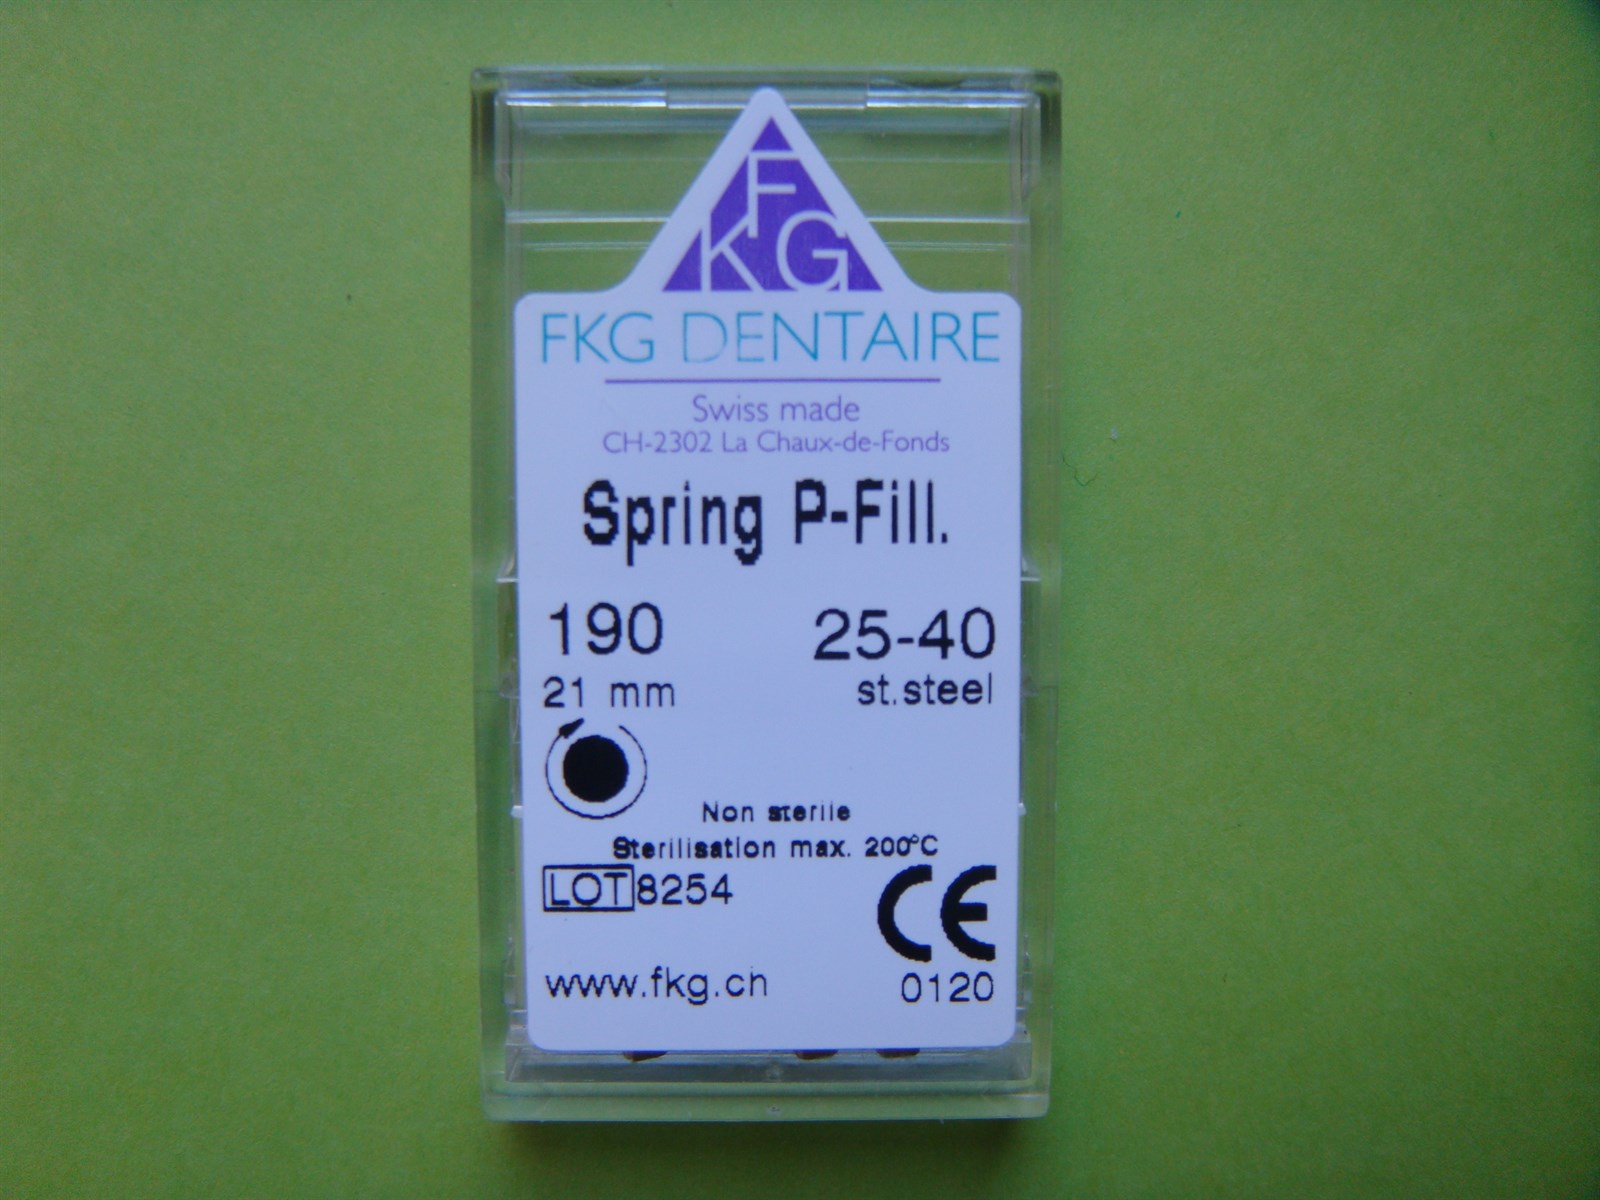 FKG
FKG DENTAIRE
Swiss made
CH-2302 La Chaux-de-Fonds
Spring P-Fill.
190 25-40
21 mm st.steel
Non sterile
Sterilisation max. 200°C
LOT 8254
CE
www.fkg.ch 0120